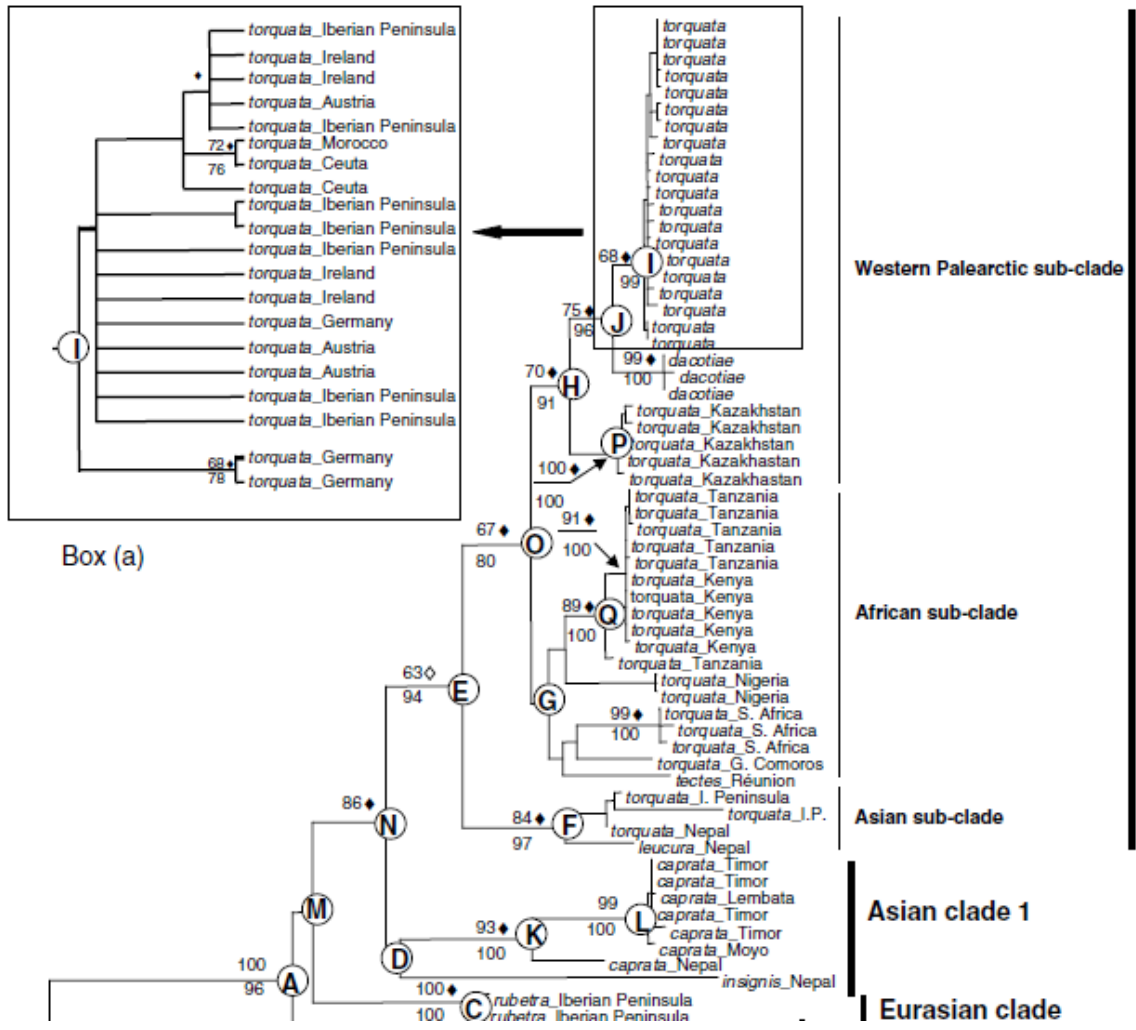 torquata_Iberian Peninsula
torquata_Ireland
torquata_Ireland
torquata_Austria
torquata_Iberian Peninsula
72♦
torquata_Morocco
76
torquata_Ceuta
torquata_Ceuta
torquata_Iberian Peninsula
torquata_Iberian Peninsula
torquata_Iberian Peninsula
torquata_Ireland
torquata_Ireland
torquata_Germany
I
torquata_Austria
torquata_Austria
torquata_Iberian Peninsula
torquata_Iberian Peninsula
68♦
torquata_Germany
78
torquata_Germany
Box (a)
torquata
torquata
torquata
torquata
torquata
torquata
torquata
torquata
torquata
torquata
torquata
torquata
torquata
torquata
68♦
I
torquata
99
torquata
torquata
torquata
torquata
torquata
75♦
J
96
99♦
dacotiae
100
dacotiae
dacotiae
70♦
H
91
torquata_Kazakhstan
torquata_Kazakhstan
P
torquata_Kazakhstan
torquata_Kazakhastan
torquata_Kazakhastan
100♦
100
Western Palearctic sub-clade
67♦
O
80
91♦
100
torquata_Tanzania
torquata_Tanzania
torquata_Tanzania
torquata_Tanzania
torquata_Tanzania
torquata_Kenya
torquata_Kenya
89♦
Q
100
torquata_Kenya
torquata_Kenya
torquata_Kenya
torquata_Tanzania
torquata_Nigeria
torquata_Nigeria
G
99♦
100
torquata_S. Africa
torquata_S. Africa
torquata_S. Africa
torquata_G. Comoros
tectes_Réunion
African sub-clade
63◇
E
94
84♦
F
97
torquata_I. Peninsula
torquata_I.P.
torquata_Nepal
leucura_Nepal
Asian sub-clade
86♦
N
M
caprata_Timor
caprata_Timor
caprata_Lembata
99
L
100
caprata_Timor
caprata_Timor
caprata_Moyo
93♦
K
100
caprata_Nepal
D
insignis_Nepal
Asian clade 1
100
A
96
100♦
C
100
rubetra_Iberian Peninsula
rubetra_Iberian Peninsula
Eurasian clade